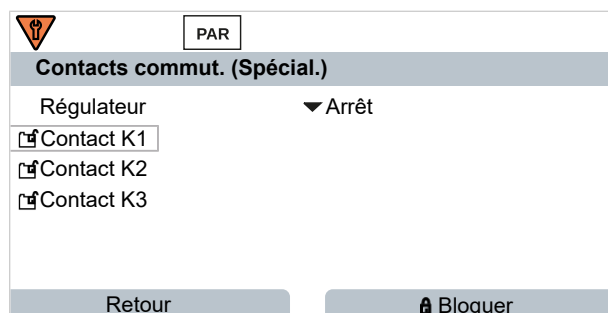 PAR
Contacts commut. (Spécial.)
Régulateur Arrêt
Contact K1
Contact K2
Contact K3
Retour Bloquer